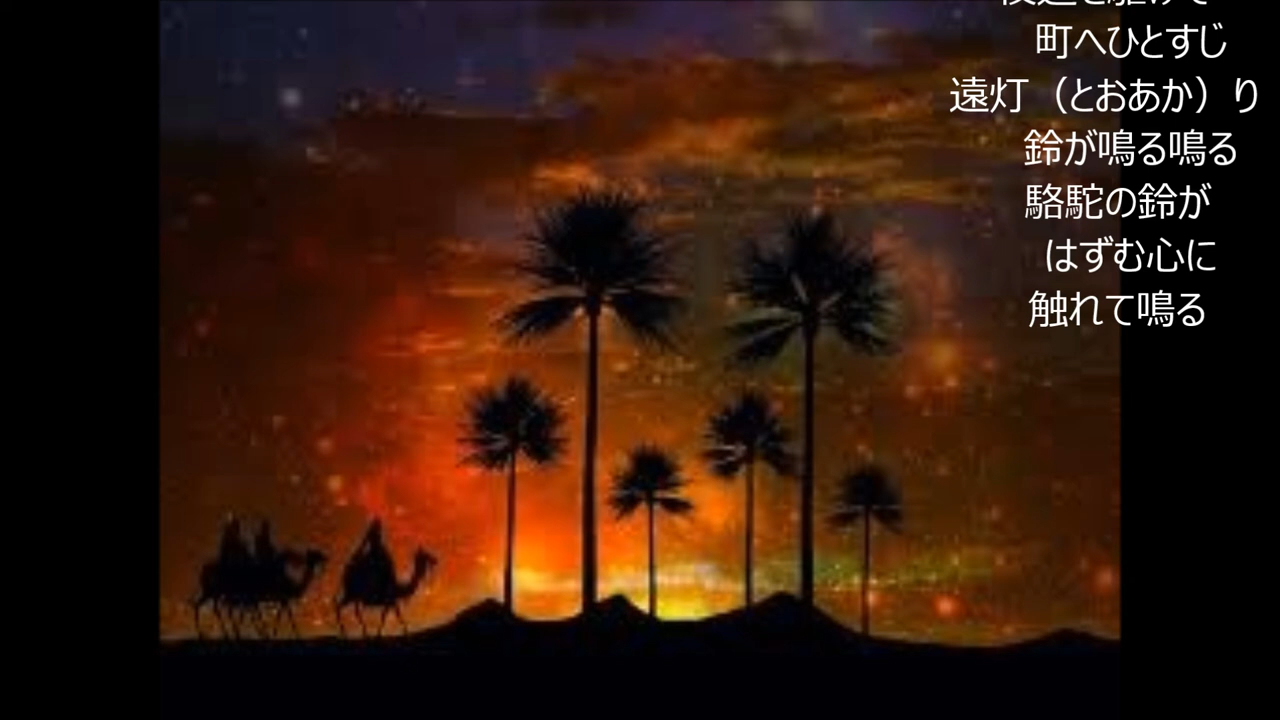 町へひとすじ
遠灯（とおあか）り
鈴が鳴る鳴る
駱駝の鈴が
はずむ心に
触れて鳴る